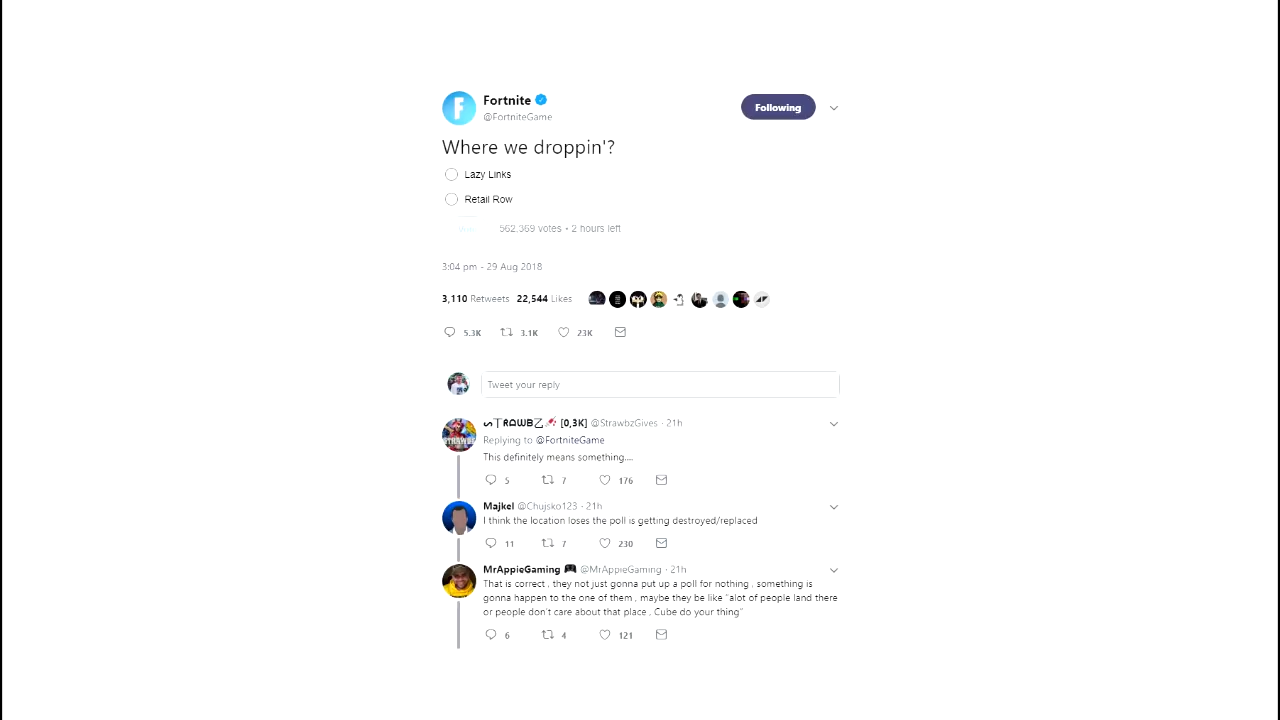 Fortnite
@FortniteGame
Following
Where we droppin'?
Lazy Links
Retail Row
Vote
562,369 votes • 2 hours left
3:04 pm - 29 Aug 2018
3,110 Retweets 22,544 Likes
5.3K 3.1K 23K
Tweet your reply
[0,3K] @StrawbzGives · 21h
Replying to @FortniteGame
This definitely means something....
5 7 176
Majkel @Chujsko123 · 21h
I think the location loses the poll is getting destroyed/replaced
11 7 230
MrAppieGaming 🎮 @MrAppieGaming · 21h
That is correct , they not just gonna put up a poll for nothing , something is
gonna happen to the one of them , maybe they be like "alot of people land there
or people don't care about that place , Cube do your thing"
6 4 121